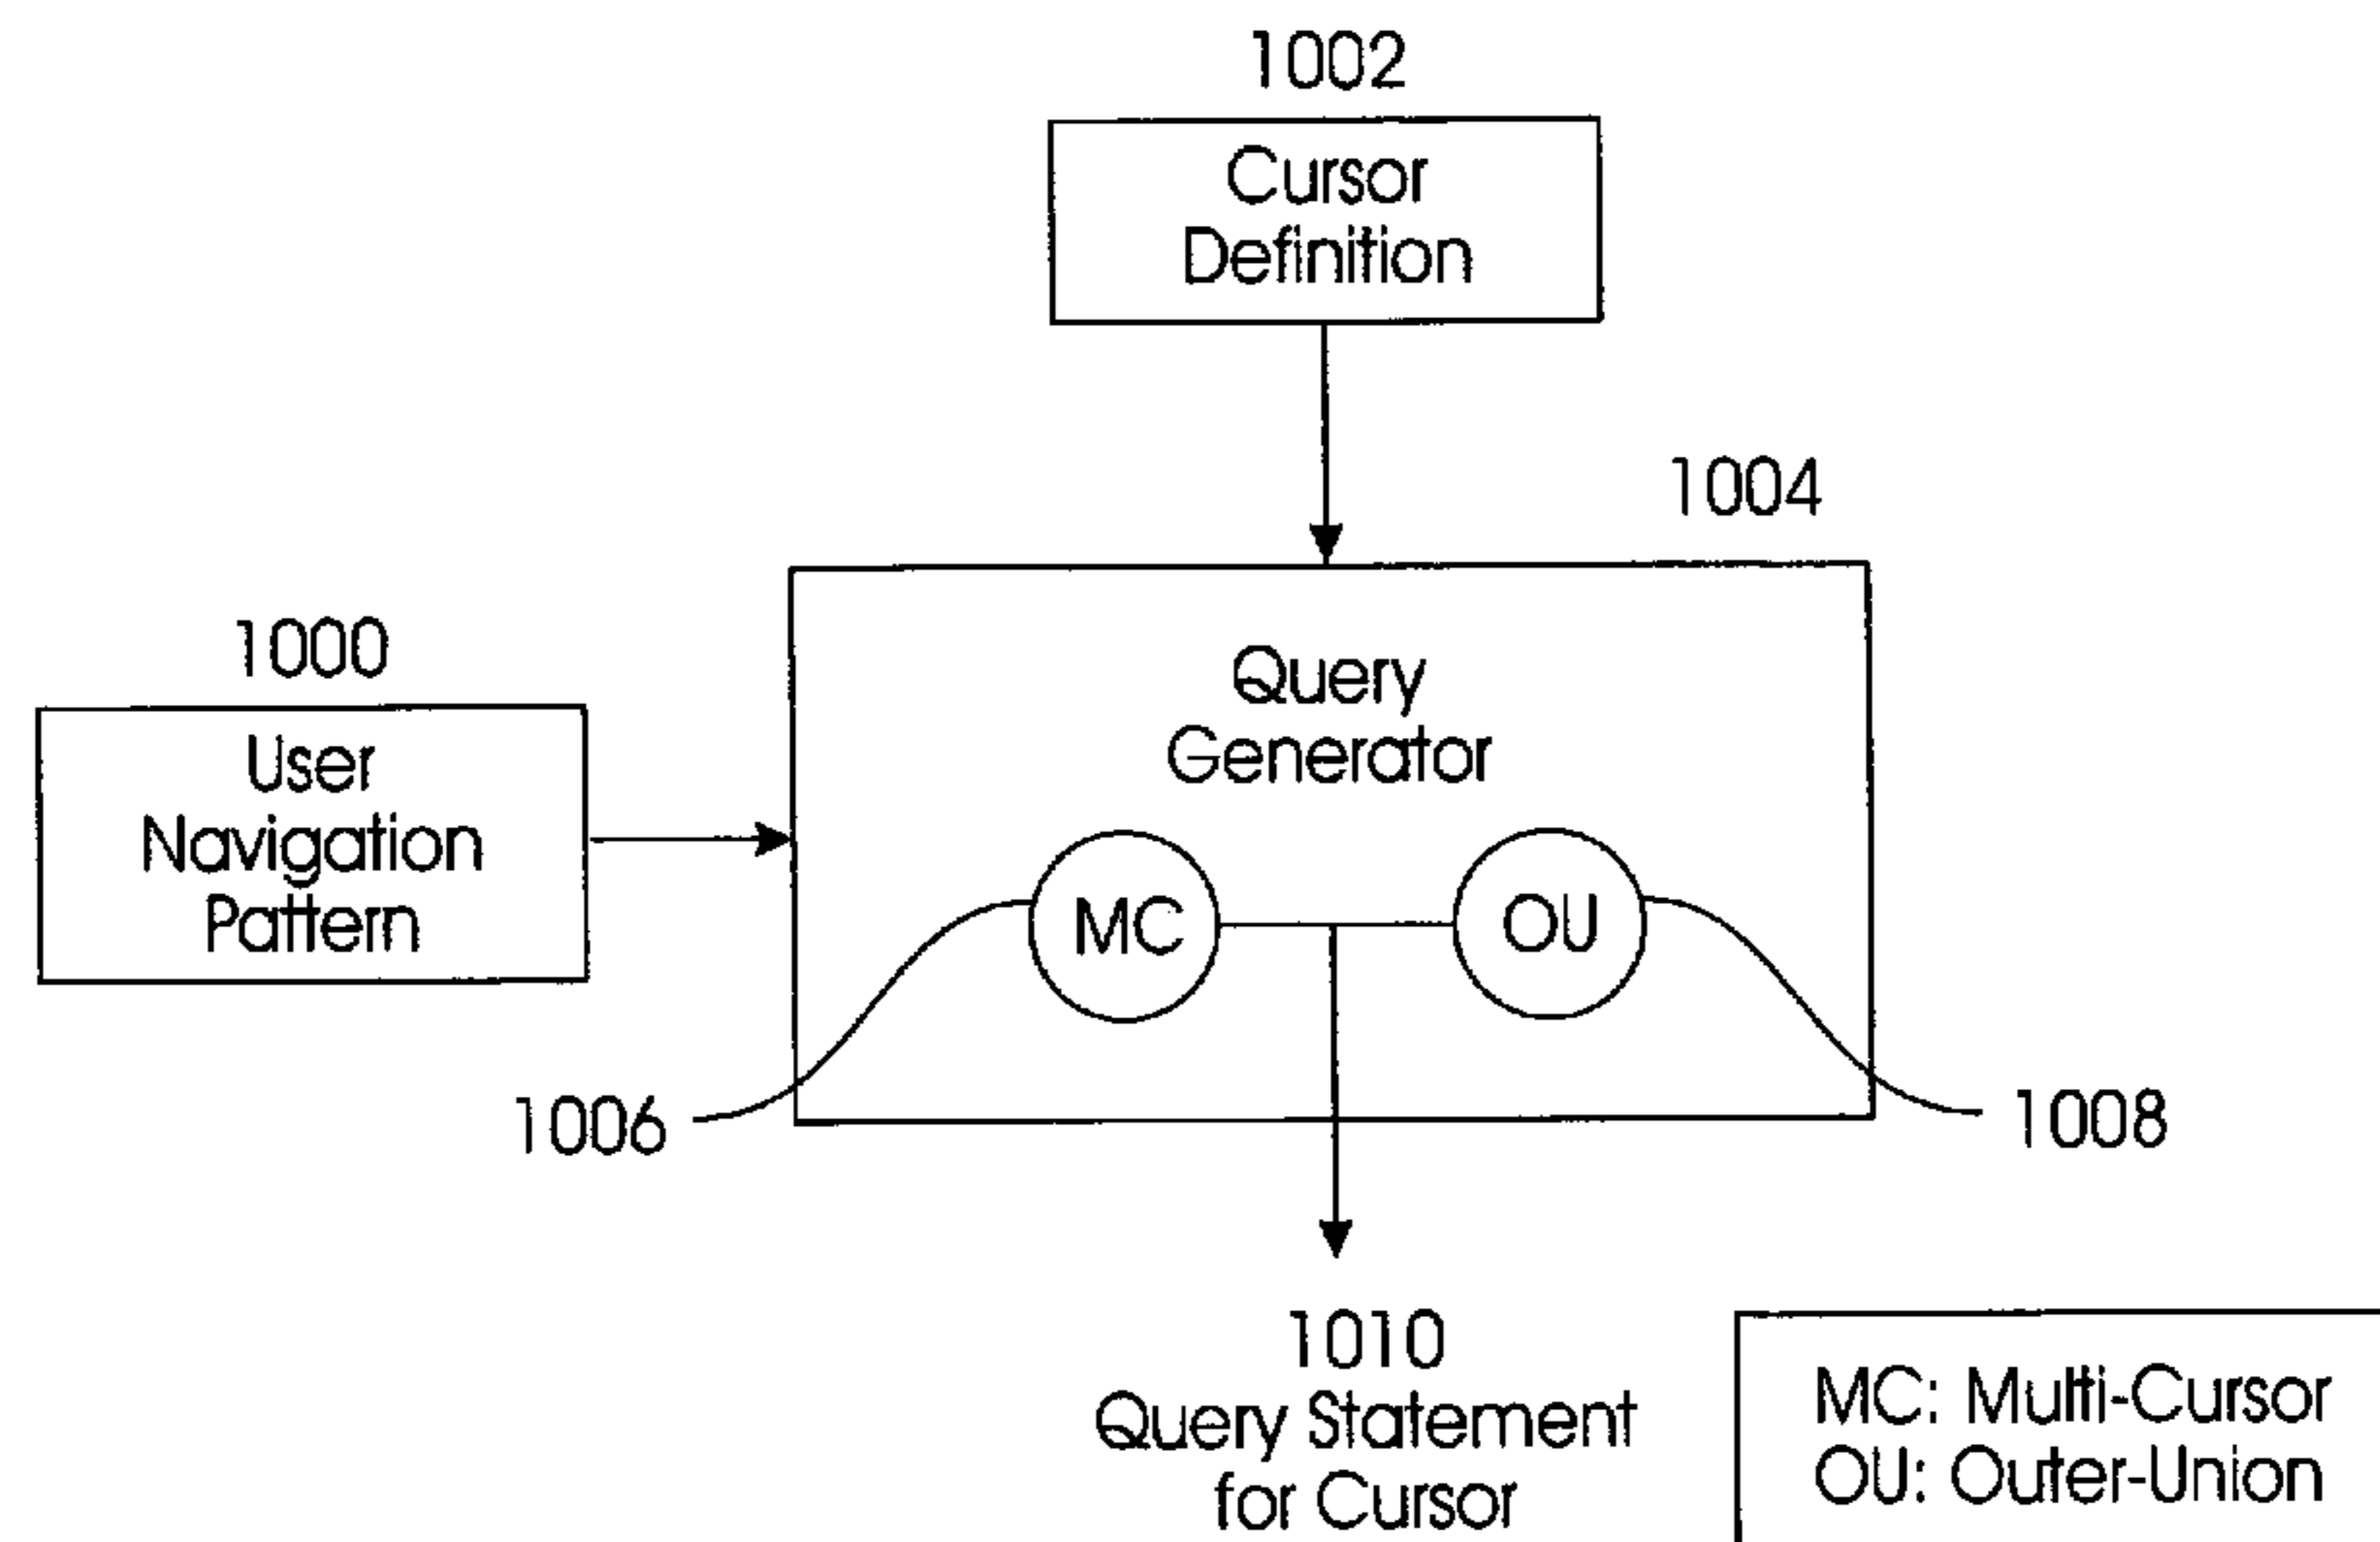 1002
Cursor
Definition
1004
1000
User
Navigation
Pattern
Query
Generator
MC
OU
1006
1008
1010
Query Statement
for Cursor
MC: Multi-Cursor
OU: Outer-Union